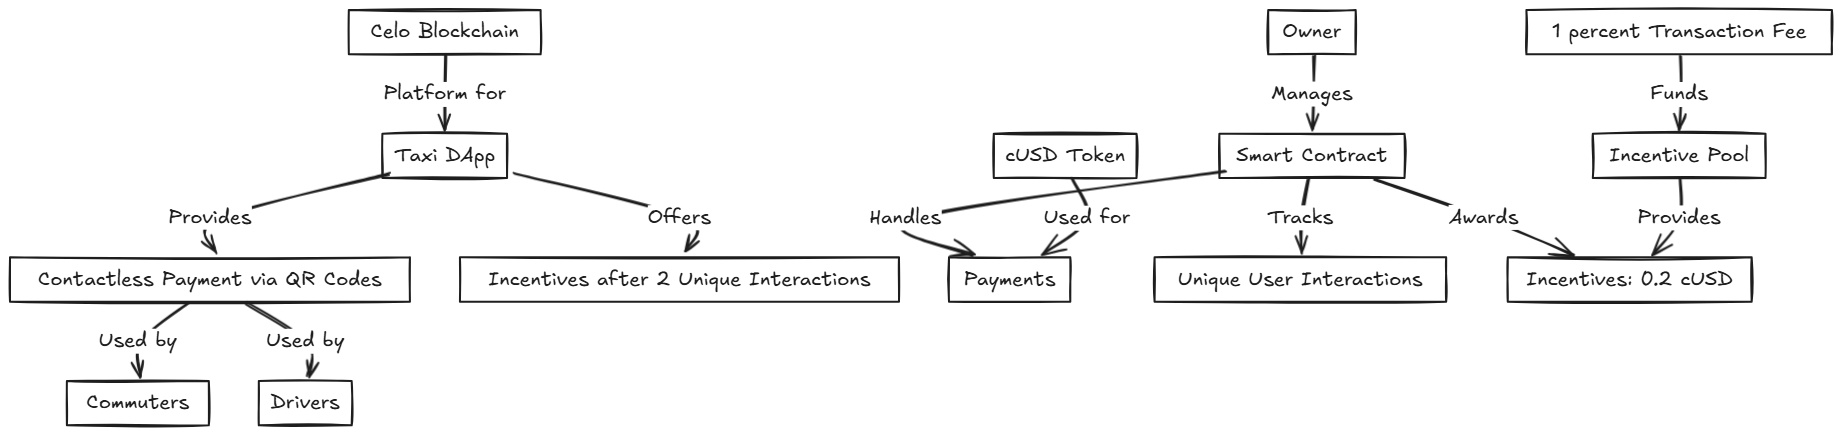 Celo Blockchain
Owner
1 percent Transaction Fee
Platform for
Manages
Funds
Taxi DApp
cUSD Token
Smart Contract
Incentive Pool
Provides
Offers
Handles
Used for
Tracks
Awards
Provides
Contactless Payment via QR Codes
Incentives after 2 Unique Interactions
Payments
Unique User Interactions
Incentives: 0.2 cUSD
Used by
Used by
Commuters
Drivers